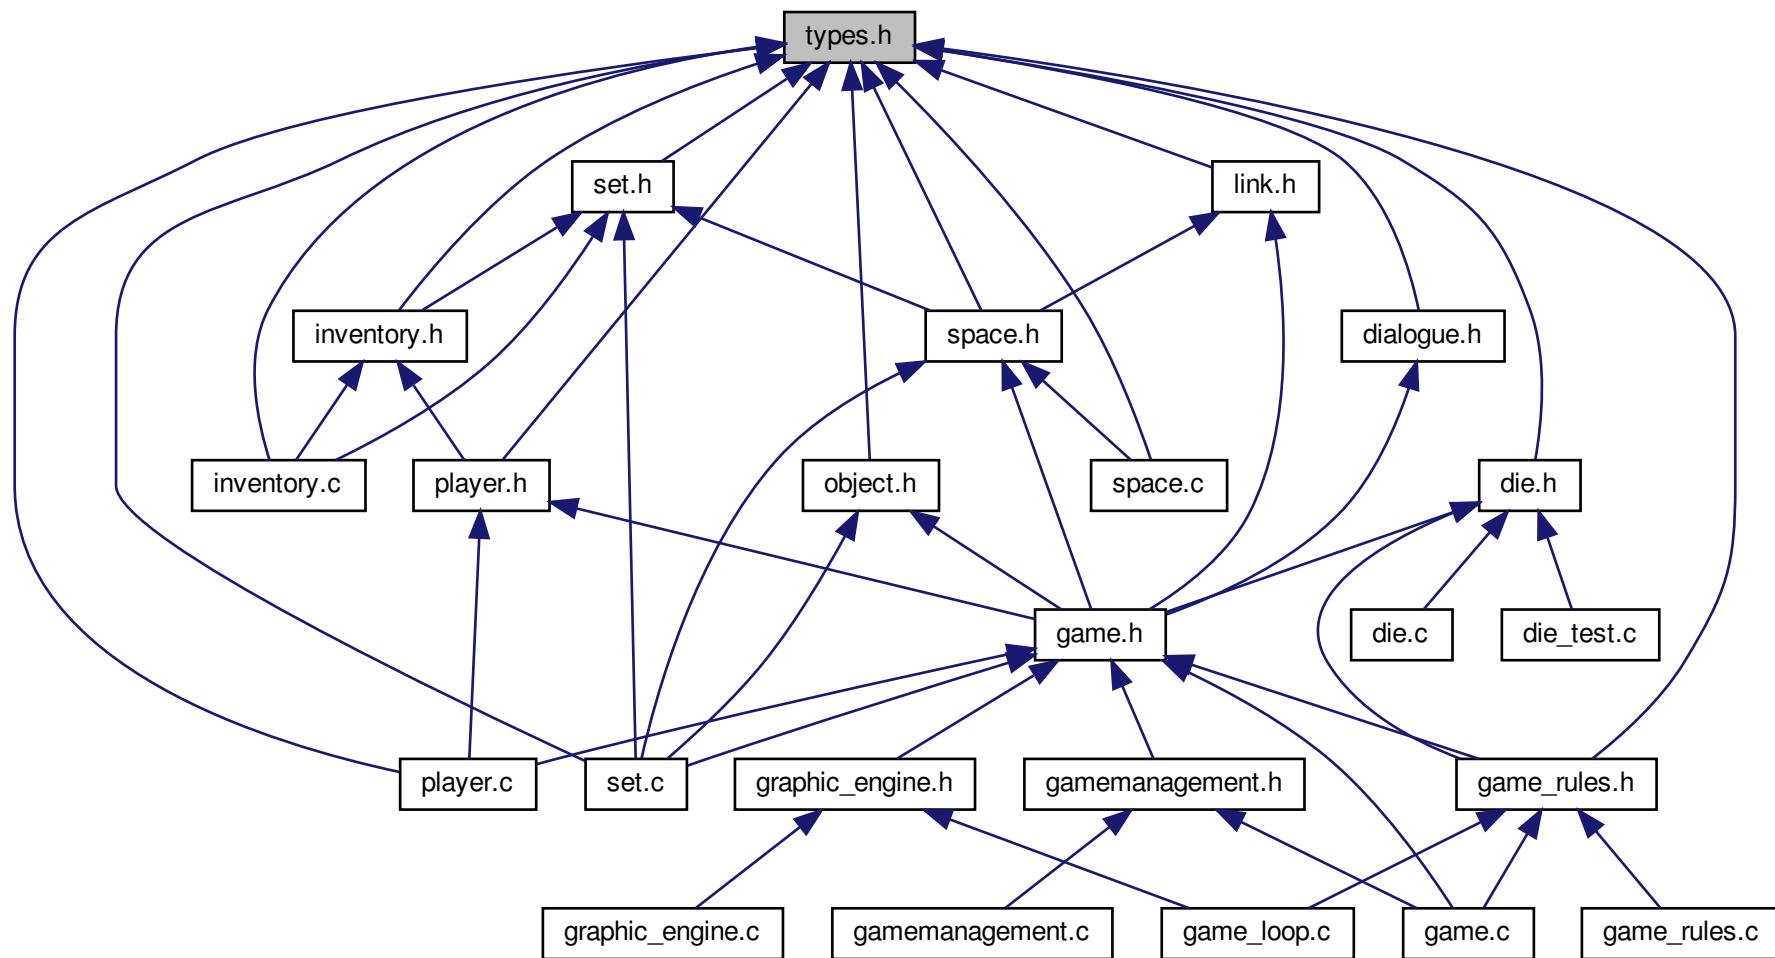 types.h
set.h
link.h
inventory.h
space.h
dialogue.h
inventory.c
player.h
object.h
space.c
die.h
game.h
die.c
die_test.c
player.c
set.c
graphic_engine.h
gamemanagement.h
game_rules.h
graphic_engine.c
gamemanagement.c
game_loop.c
game.c
game_rules.c